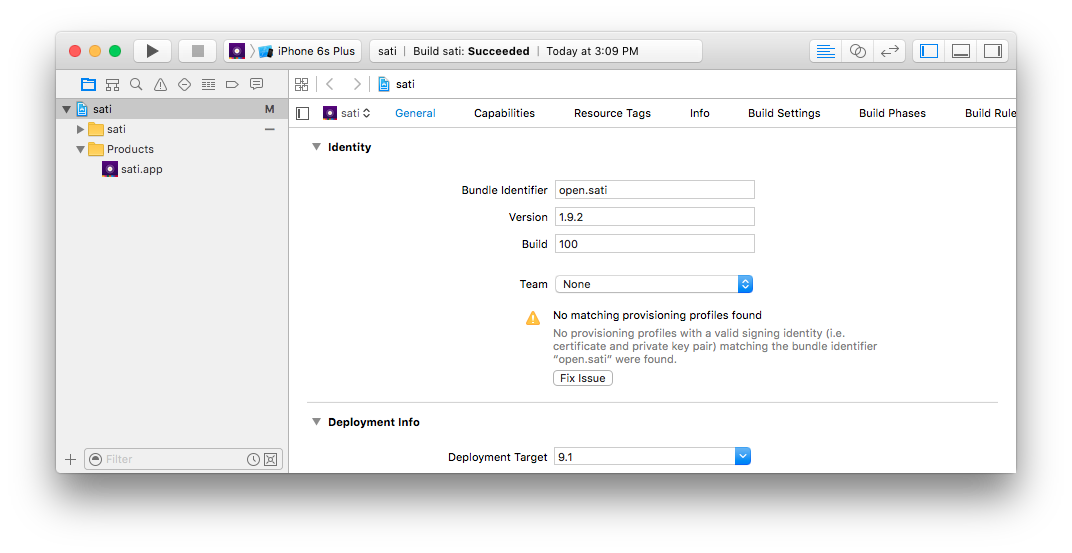 sati iPhone 6s Plus sati | Build sati: Succeeded | Today at 3:09 PM
sati
sati M
sati General Capabilities Resource Tags Info Build Settings Build Phases Build Rule
sati
Products
sati.app
Identity
Bundle Identifier open.sati
Version 1.9.2
Build 100
Team None
No matching provisioning profiles found
No provisioning profiles with a valid signing identity (i.e.
certificate and private key pair) matching the bundle identifier
“open.sati” were found.
Fix Issue
Deployment Info
Deployment Target 9.1
Filter